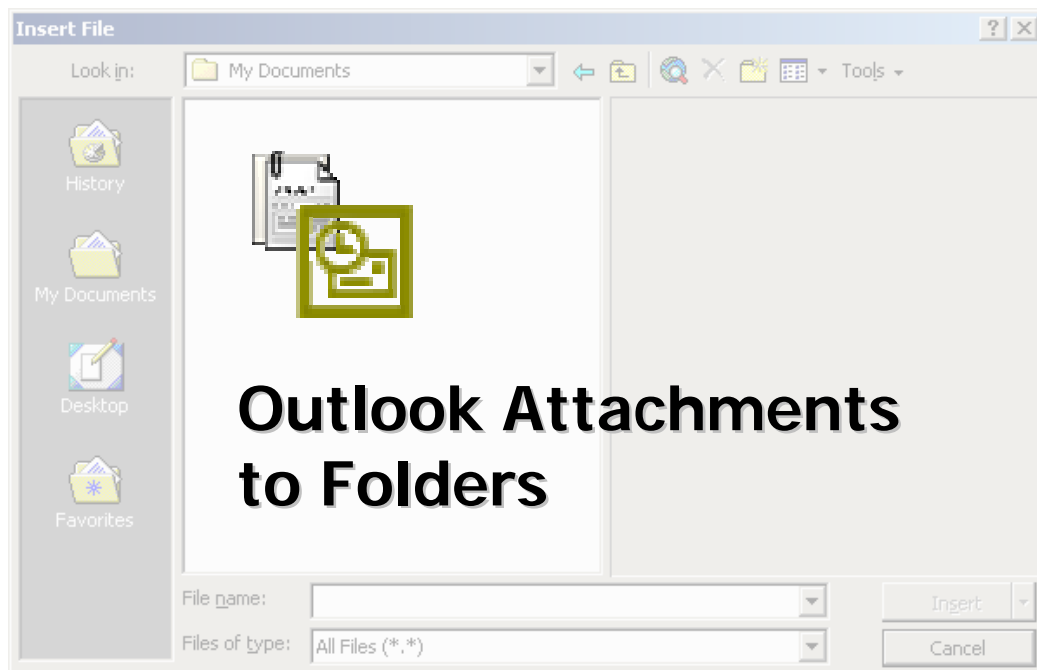 Insert File
Look in:
My Documents
Tools
History
My Documents
Desktop
Favorites
Outlook Attachments
to Folders
File name:
Insert
Files of type:
All Files (*.*)
Cancel